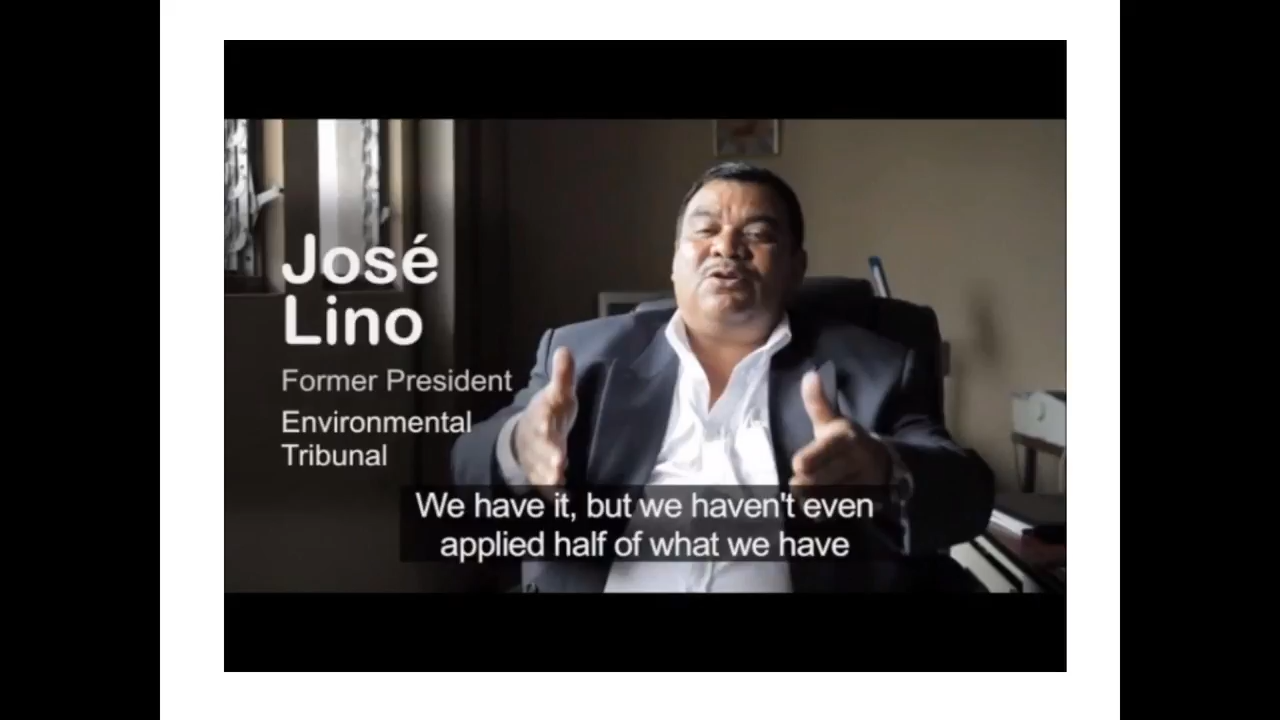 José
Lino
Former President
Environmental
Tribunal
We have it, but we haven't even
applied half of what we have